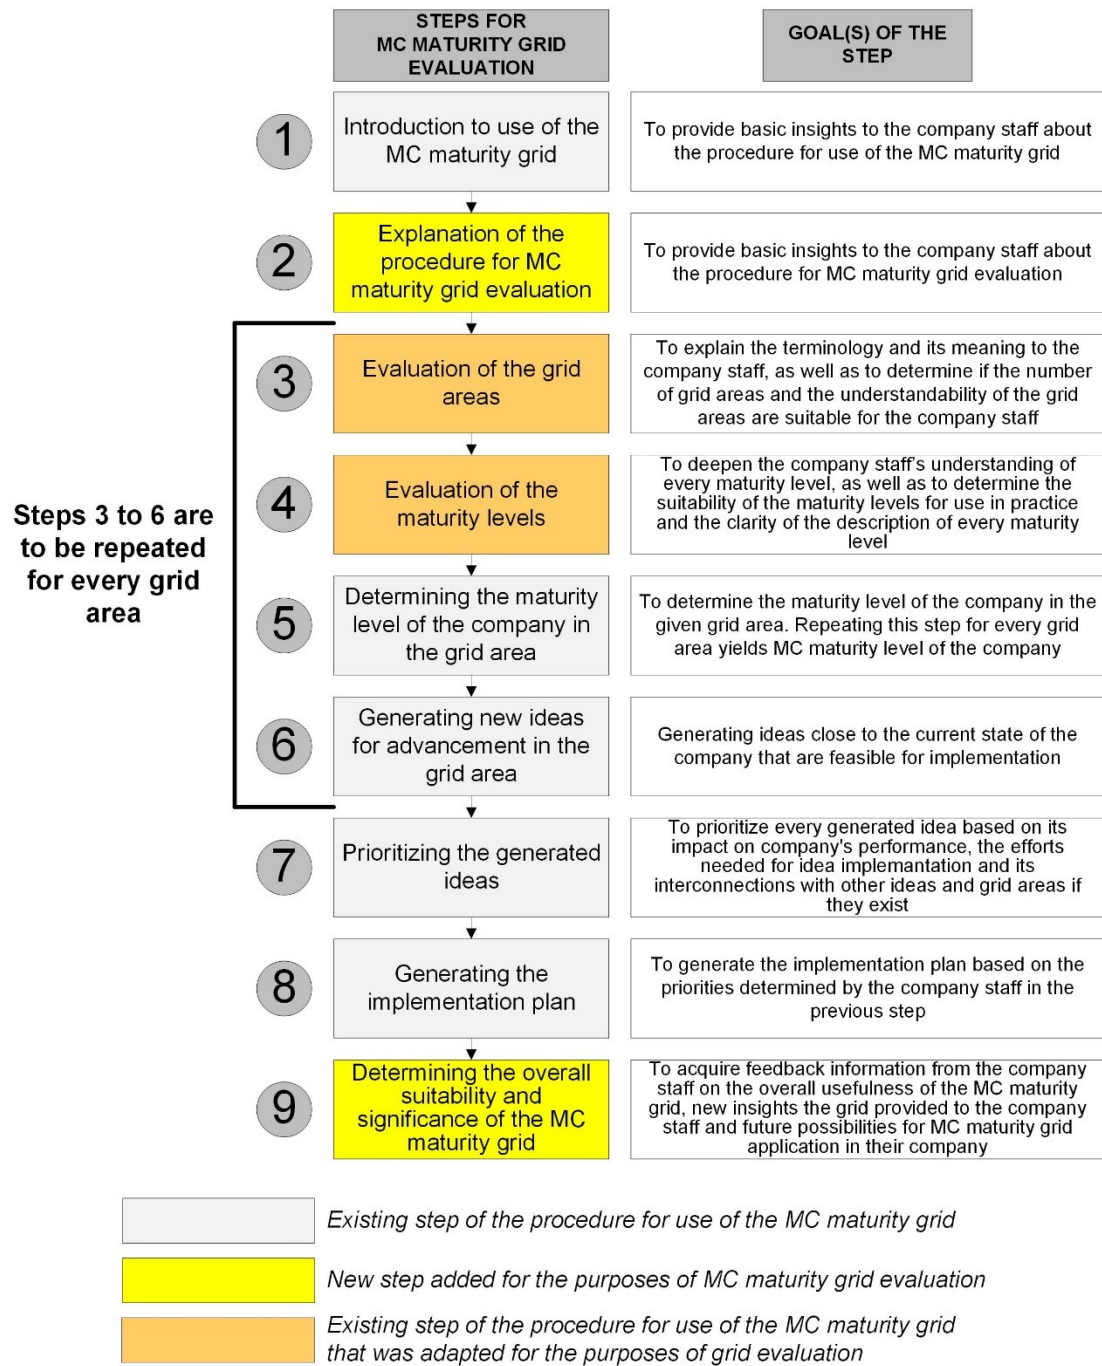 STEPS FOR
MC MATURITY GRID
EVALUATION
GOAL(S) OF THE
STEP
1
Introduction to use of the
MC maturity grid
To provide basic insights to the company staff about
the procedure for use of the MC maturity grid
2
Explanation of the
procedure for MC
maturity grid evaluation
To provide basic insights to the company staff about
the procedure for MC maturity grid evaluation
Steps 3 to 6 are
to be repeated
for every grid
area
3
Evaluation of the grid
areas
To explain the terminology and its meaning to the
company staff, as well as to determine if the number
of grid areas and the understandability of the grid
areas are suitable for the company staff
4
Evaluation of the
maturity levels
To deepen the company staff's understanding of
every maturity level, as well as to determine the
suitability of the maturity levels for use in practice
and the clarity of the description of every maturity
level
5
Determining the maturity
level of the company in
the grid area
To determine the maturity level of the company in the
given grid area. Repeating this step for every grid
area yields MC maturity level of the company
6
Generating new ideas
for advancement in the
grid area
Generating ideas close to the current state of the
company that are feasible for implementation
7
Prioritizing the generated
ideas
To prioritize every generated idea based on its
impact on company's performance, the efforts
needed for idea implemantation and its
interconnections with other ideas and grid areas if
they exist
8
Generating the
implementation plan
To generate the implementation plan based on the
priorities determined by the company staff in the
previous step
9
Determining the overall
suitability and
significance of the MC
maturity grid
To acquire feedback information from the company
staff on the overall usefulness of the MC maturity
grid, new insights the grid provided to the company
staff and future possibilities for MC maturity grid
application in their company
Existing step of the procedure for use of the MC maturity grid
New step added for the purposes of MC maturity grid evaluation
Existing step of the procedure for use of the MC maturity grid
that was adapted for the purposes of grid evaluation